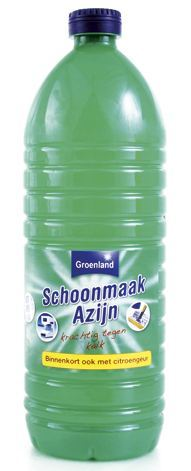 Groenland
Schoonmaak
Azijn
krachtig tegen
kalk
Binnenkort ook met citroengeur